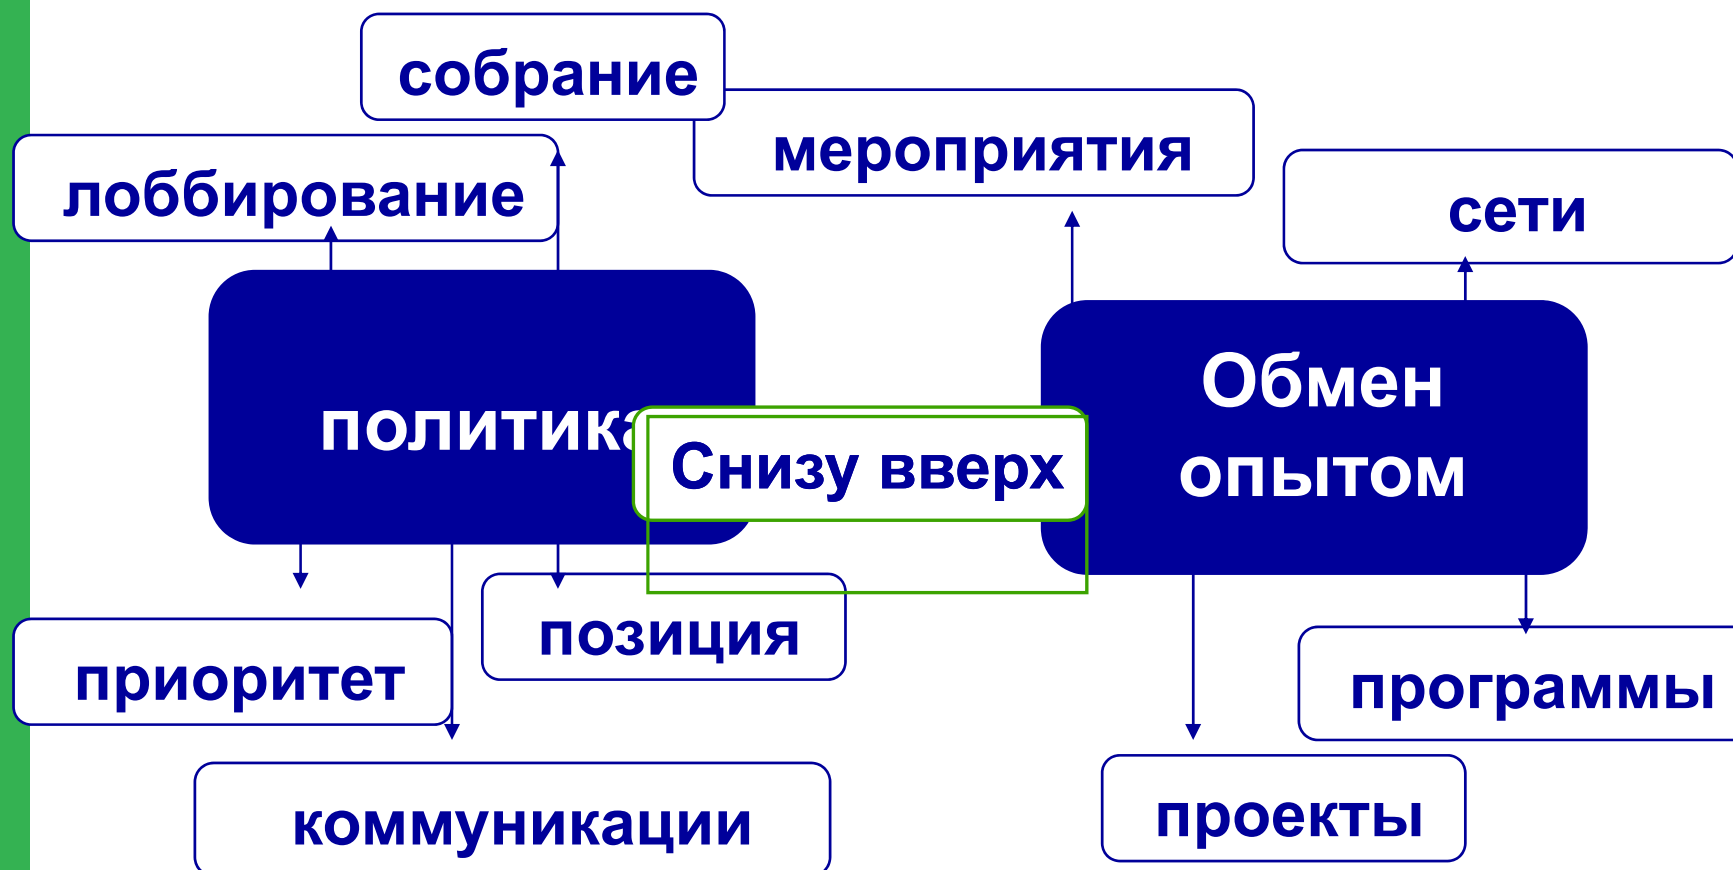 собрание
мероприятия
лоббирование
сети
политика
Обмен
опытом
Снизу вверх
позиция
приоритет
программы
коммуникации
проекты